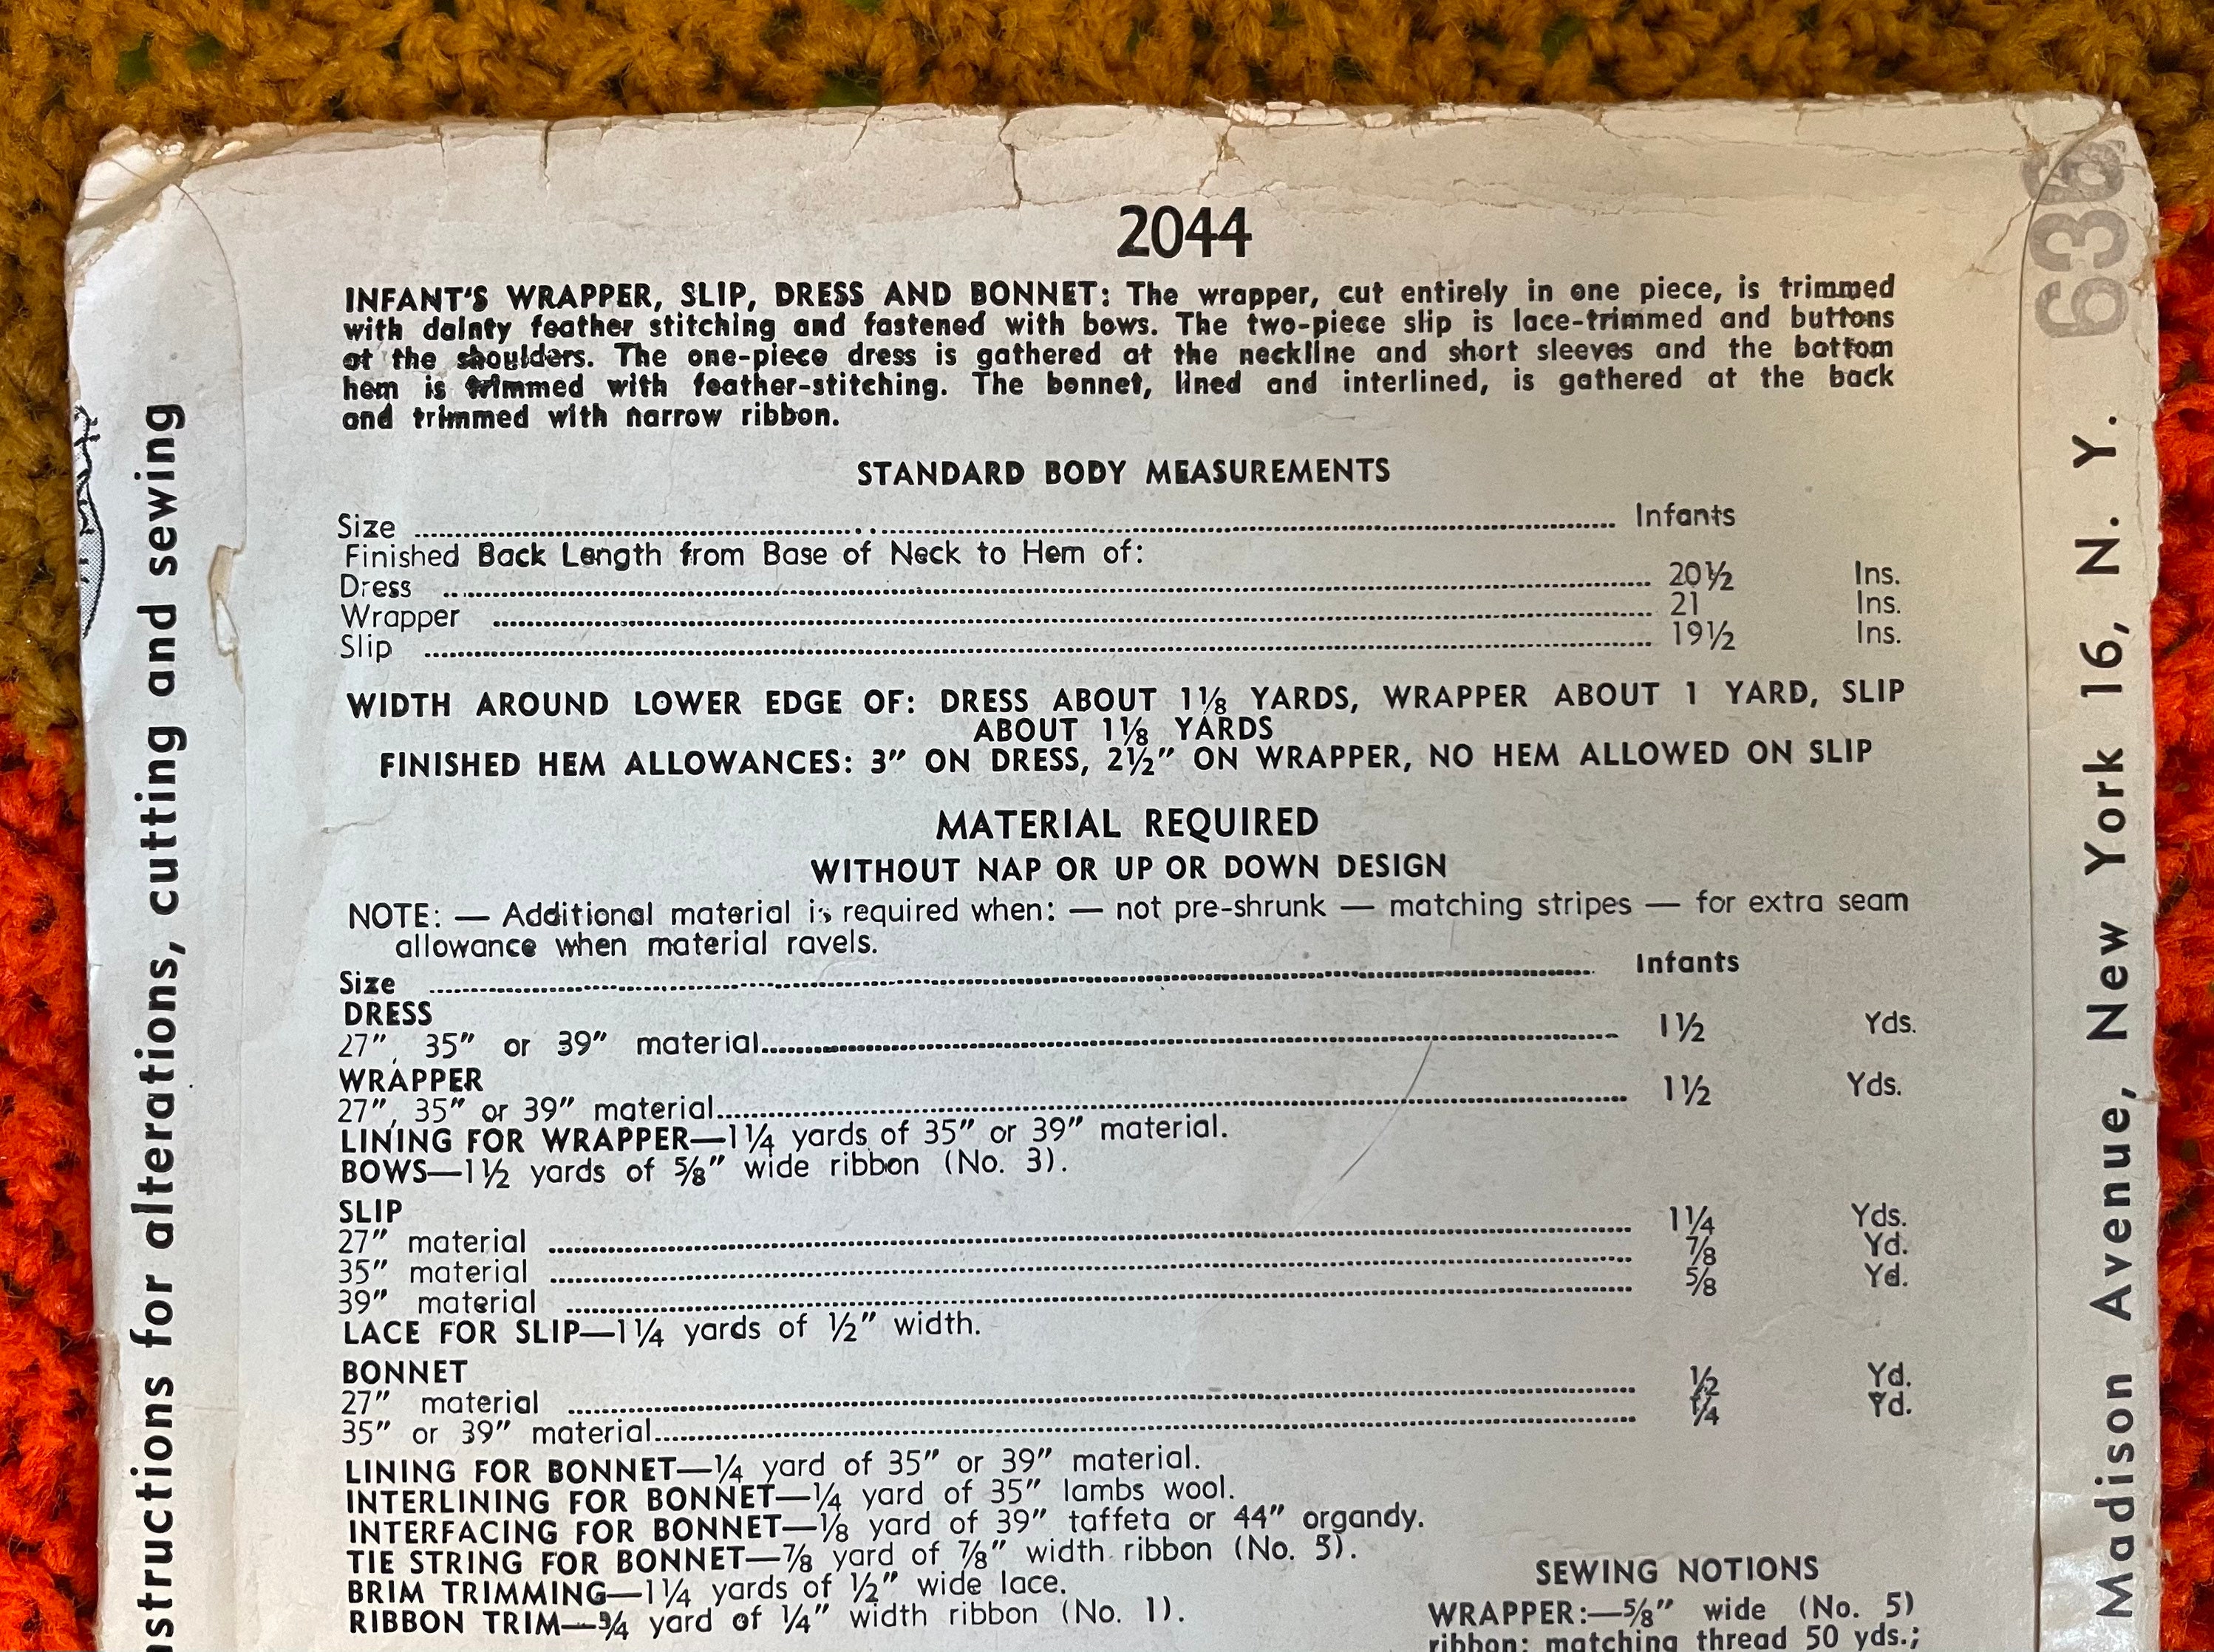 2044
INFANT'S WRAPPER, SLIP, DRESS AND BONNET: The wrapper, cut entirely in one piece, is trimmed
with dainty feather stitching and fastened with bows. The two-piece slip is lace-trimmed and buttons
at the shoulders. The one-piece dress is gathered at the neckline and short sleeves and the bottom
hem is trimmed with feather-stitching. The bonnet, lined and interlined, is gathered at the back
and trimmed with narrow ribbon.
STANDARD BODY MEASUREMENTS
Size ........ Infants
Finished Back Length from Base of Neck to Hem of:
Dress ........ 20½ Ins.
Wrapper ........ 21 Ins.
Slip ........ 19½ Ins.
WIDTH AROUND LOWER EDGE OF: DRESS ABOUT 1⅛ YARDS, WRAPPER ABOUT 1 YARD, SLIP
ABOUT 1⅛ YARDS
FINISHED HEM ALLOWANCES: 3″ ON DRESS, 2½″ ON WRAPPER, NO HEM ALLOWED ON SLIP
MATERIAL REQUIRED
WITHOUT NAP OR UP OR DOWN DESIGN
NOTE: — Additional material is required when: — not pre-shrunk — matching stripes — for extra seam
allowance when material ravels.
Size ........ Infants
DRESS
27″, 35″ or 39″ material ........ 1½ Yds.
WRAPPER
27″, 35″ or 39″ material ........ 1½ Yds.
LINING FOR WRAPPER—1¼ yards of 35″ or 39″ material.
BOWS—1½ yards of ⅝″ wide ribbon (No. 3).
SLIP
27″ material ........ 1¼ Yds.
35″ material ........ ⅞ Yd.
39″ material ........ ⅝ Yd.
LACE FOR SLIP—1¼ yards of ½″ width.
BONNET
27″ material ........ ½ Yd.
35″ or 39″ material ........ ¼ Yd.
LINING FOR BONNET—¼ yard of 35″ or 39″ material.
INTERLINING FOR BONNET—¼ yard of 35″ lambs wool.
INTERFACING FOR BONNET—⅛ yard of 39″ taffeta or 44″ organdy.
TIE STRING FOR BONNET—⅞ yard of ⅞″ width ribbon (No. 5).
BRIM TRIMMING—1¼ yards of ½″ wide lace.
RIBBON TRIM—¾ yard of ¼″ width ribbon (No. 1).
SEWING NOTIONS
WRAPPER:—⅝″ wide (No. 5)
ribbon; matching thread 50 yds.;
nstructions for alterations, cutting and sewing
Madison Avenue, New York 16, N. Y.